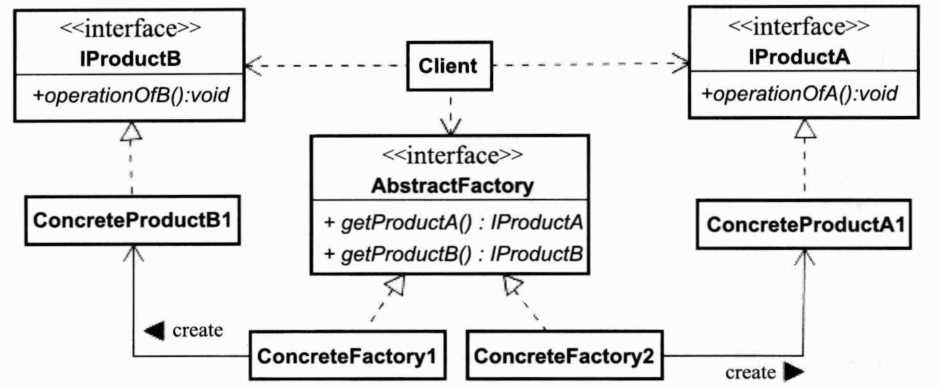 <<interface>>
IProductB
+operationOfB():void
Client
<<interface>>
IProductA
+operationOfA():void
<<interface>>
AbstractFactory
+ getProductA() : IProductA
+ getProductB() : IProductB
ConcreteProductB1
ConcreteProductA1
create
ConcreteFactory1
ConcreteFactory2
create